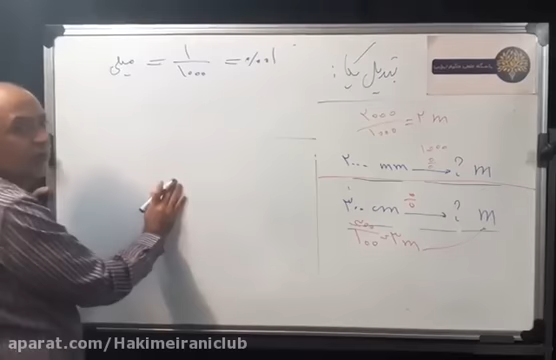 تبدیل یکا :
میلی = ۱/۱۰۰۰ = ۰/۰۰۱
۲۰۰۰/۱۰۰۰ = ۲ m
۲۰۰۰ mm ÷۱۰۰۰ → ? m
۳۰۰ cm → ? m
۳۰۰/۱۰۰ = ۳ m
aparat.com/Hakimeiraniclub